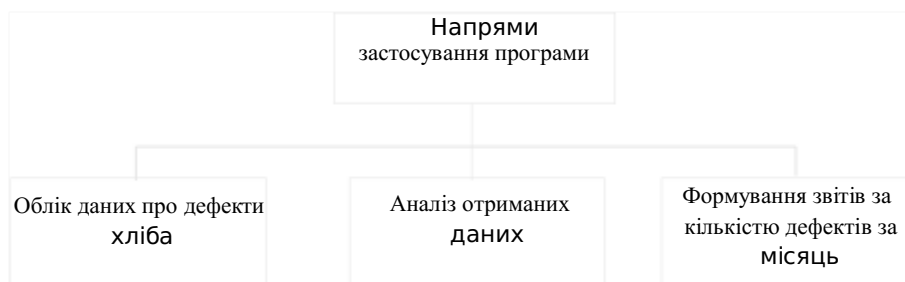 Напрями
застосування програми
Облік даних про дефекти
хліба
Аналіз отриманих
даних
Формування звітів за
кількістю дефектів за
місяць